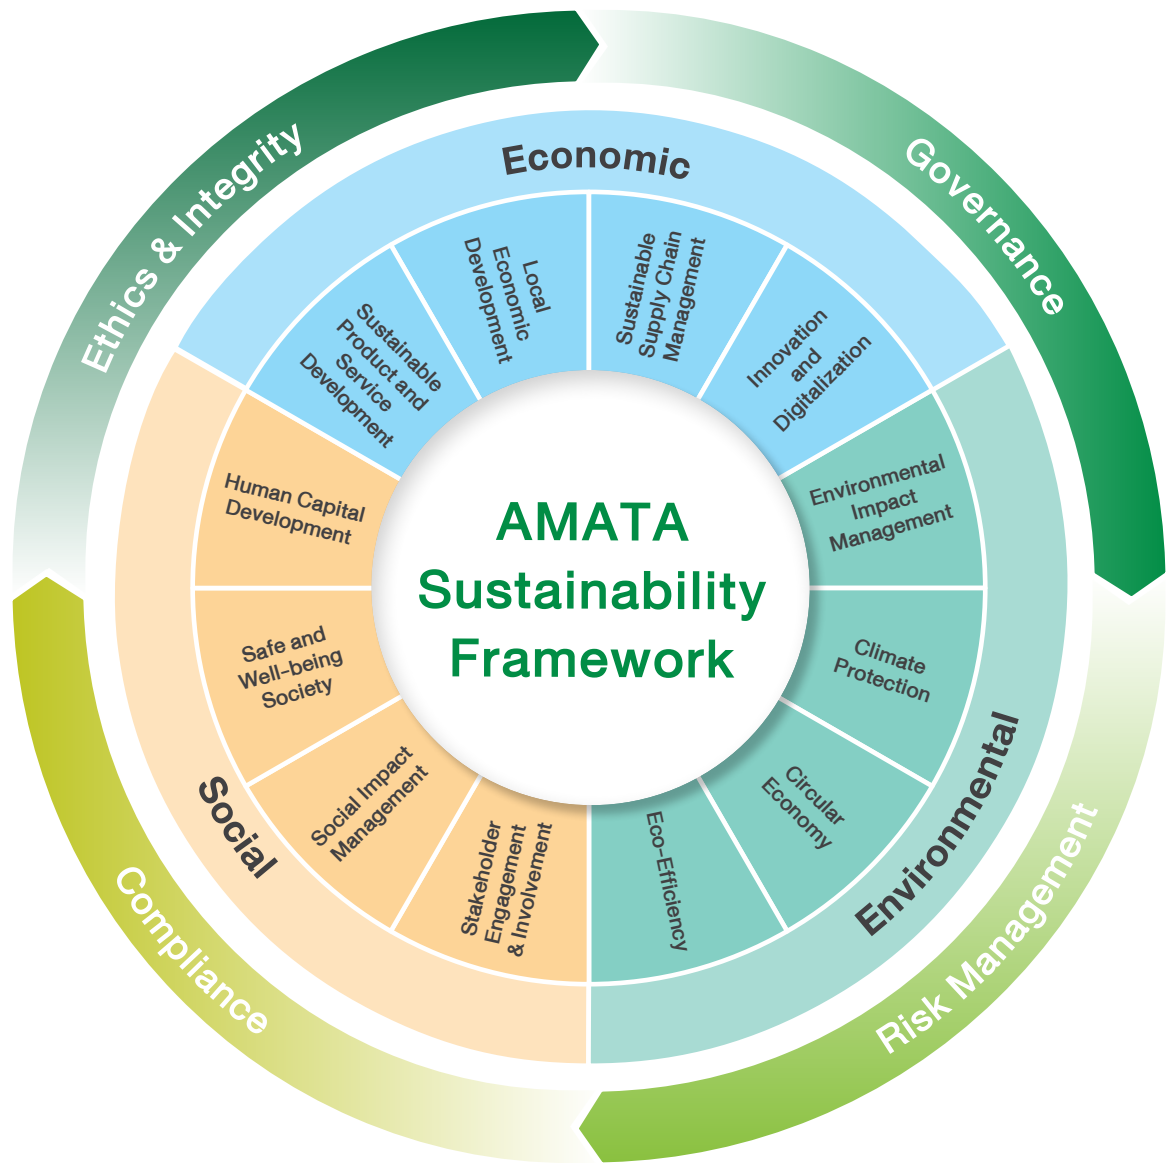 Ethics & Integrity
Governance
Risk Management
Compliance
Economic
Sustainable
Product and
Service
Development
Local
Economic
Development
Sustainable
Supply Chain
Management
Innovation
and
Digitalization
Environmental
Environmental
Impact
Management
Climate
Protection
Circular
Economy
Eco-Efficiency
Social
Human Capital
Development
Safe and
Well-being
Society
Social Impact
Management
Stakeholder
Engagement
& Involvement
AMATA
Sustainability
Framework